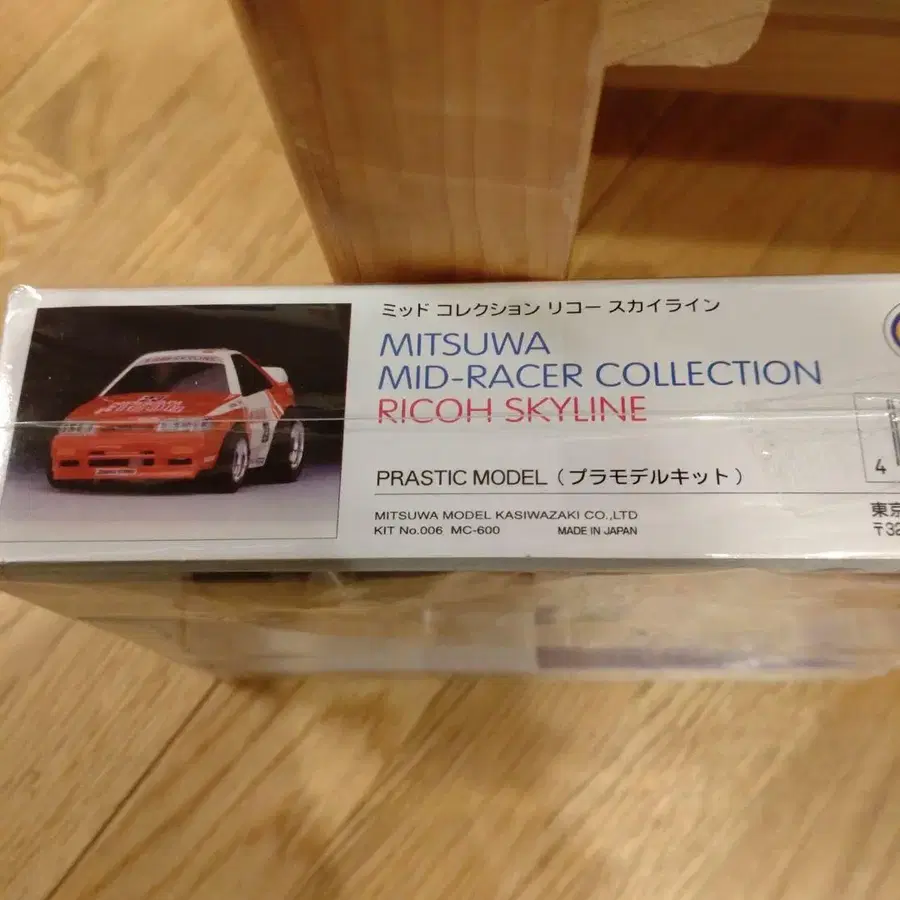 ミッド コレクション リコー スカイライン
MITSUWA
MID-RACER COLLECTION
RICOH SKYLINE
PRASTIC MODEL（プラモデルキット）
MITSUWA MODEL KASIWAZAKI CO.,LTD
KIT No.006 MC-600 MADE IN JAPAN
4
東京
〒32